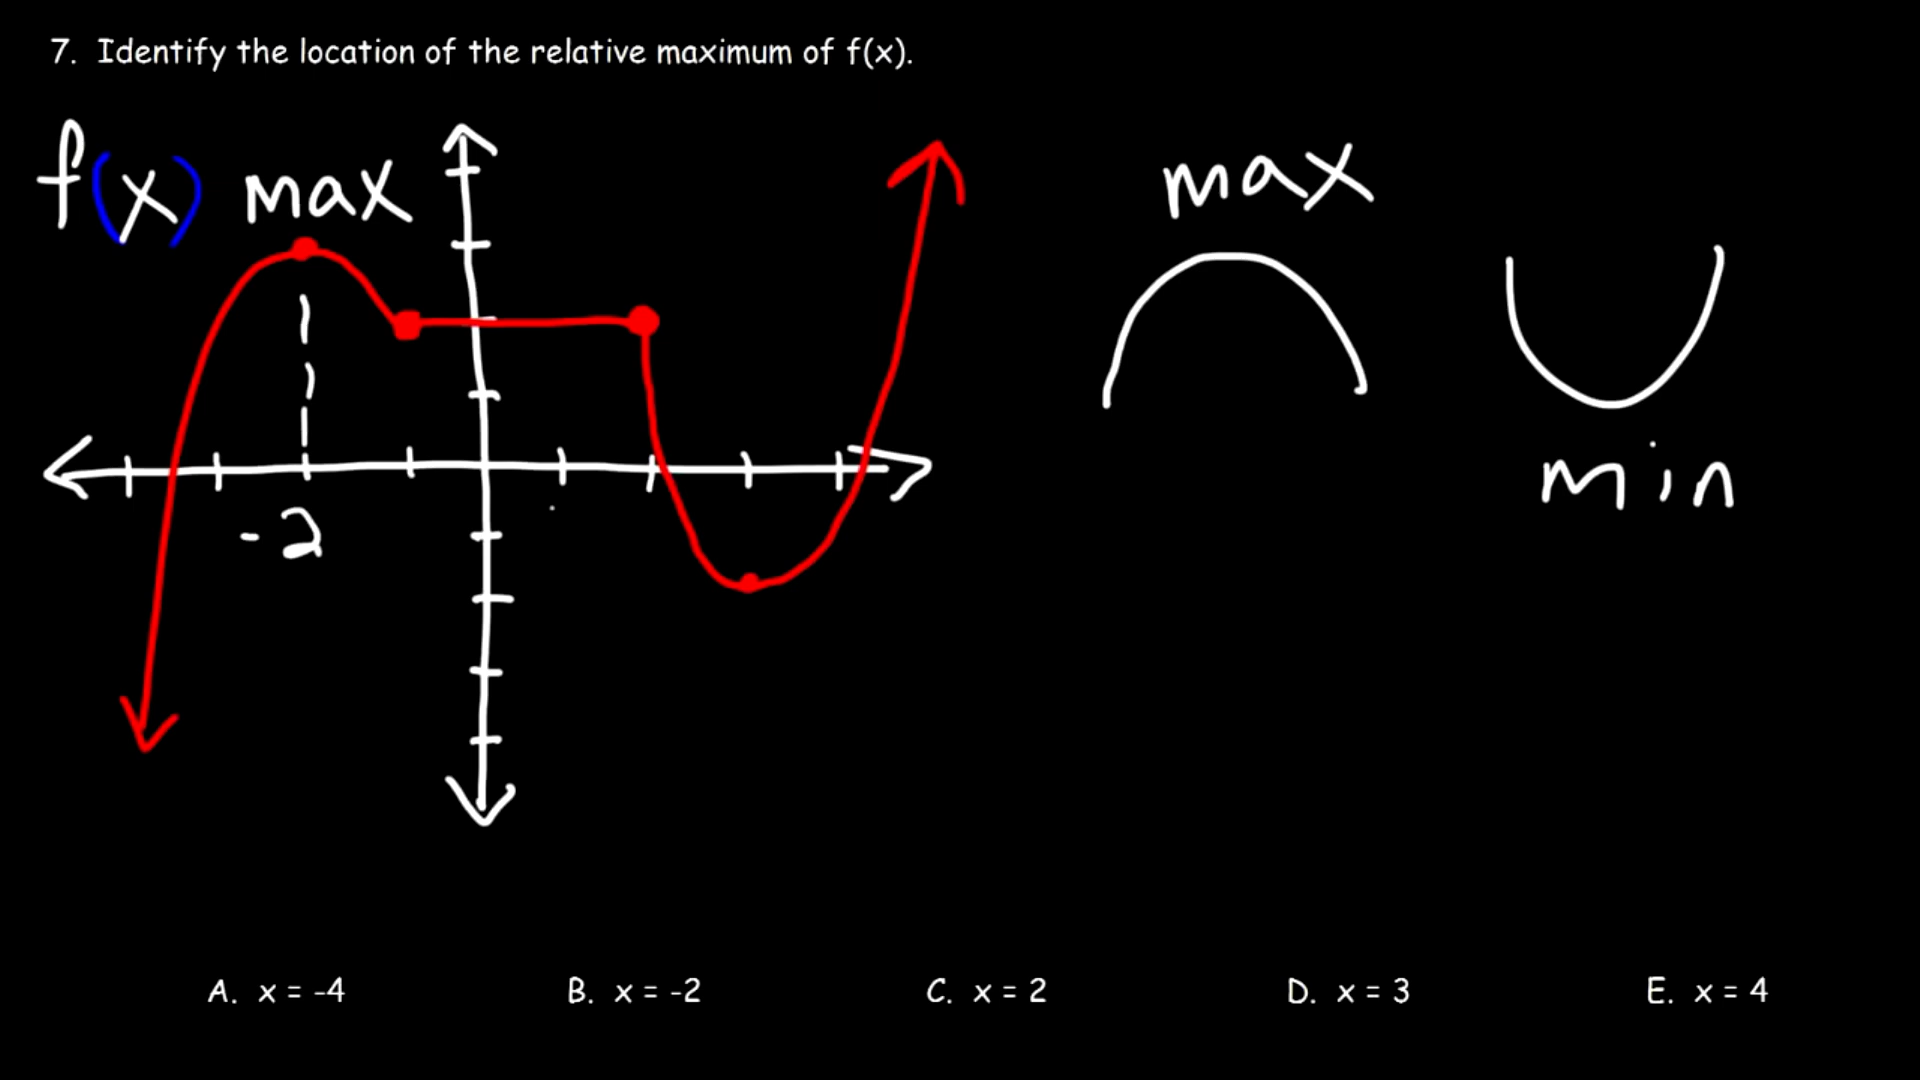 7. Identify the location of the relative maximum of f(x).
f(x) max
max
min
-2
A. x = -4 B. x = -2 C. x = 2 D. x = 3 E. x = 4